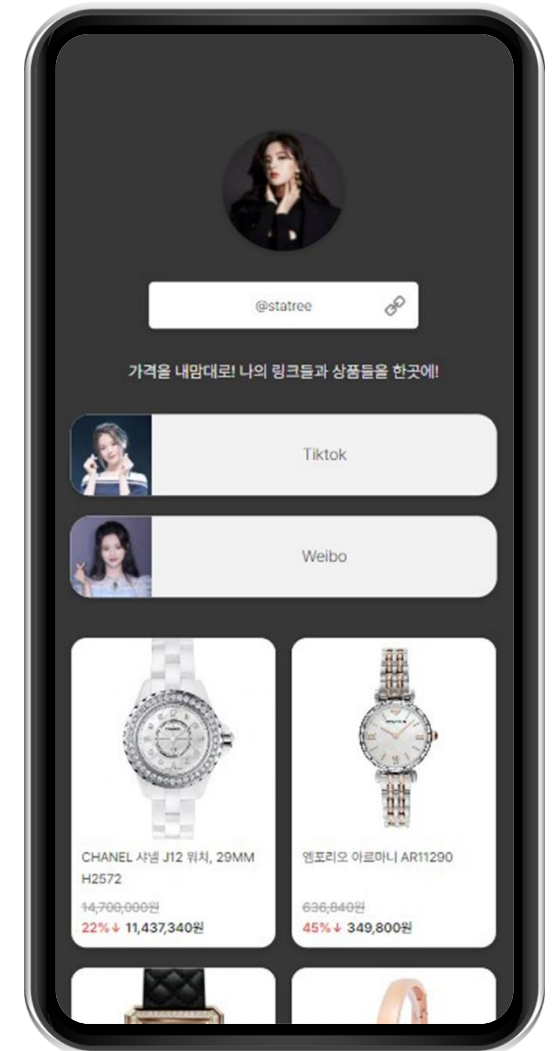 @statree
가격을 내맘대로! 나의 링크들과 상품들을 한곳에!
Tiktok
Weibo
CHANEL 샤넬 J12 워치, 29MM
H2572
14,700,000원
22%↓ 11,437,340원
엠포리오 아르마니 AR11290
636,840원
45%↓ 349,800원